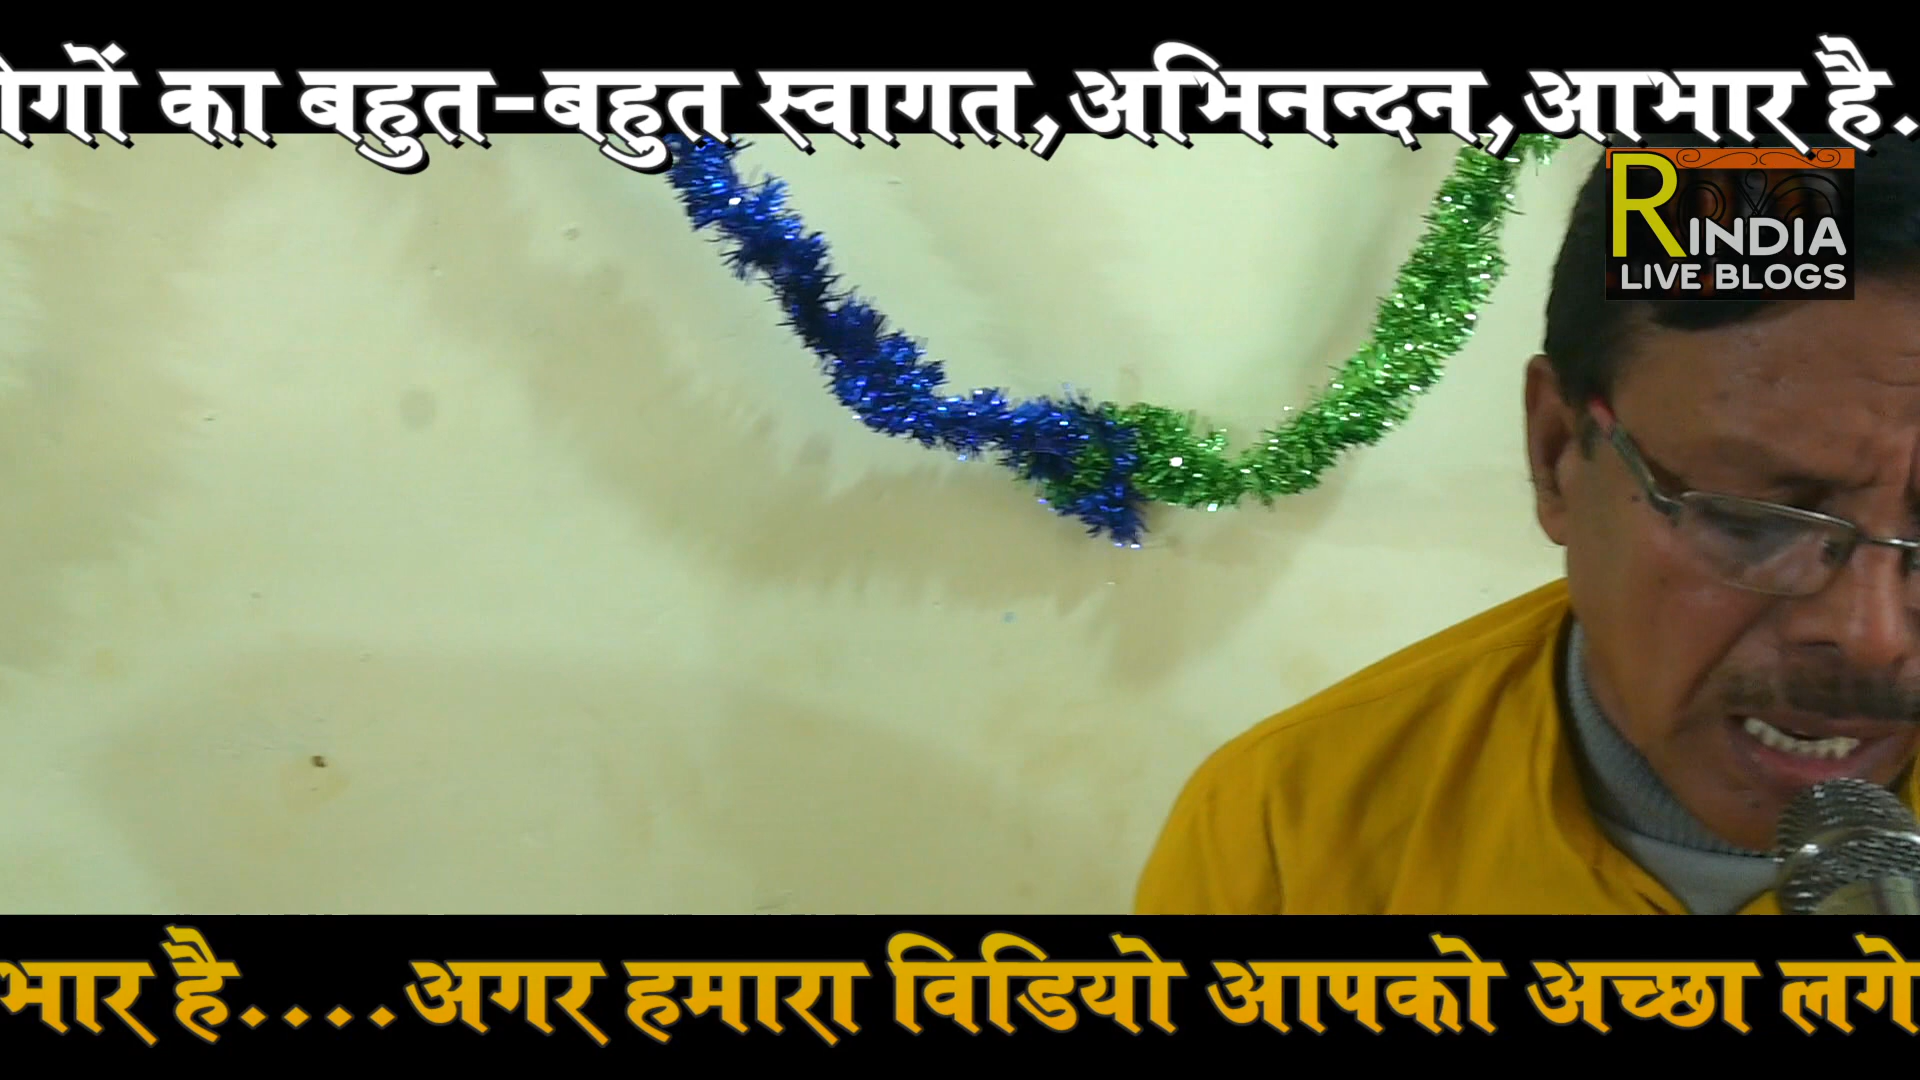 का बहुत-बहुत स्वागत,अभिनन्दन,आभार है.
RINDIA
LIVE BLOGS
है....अगर हमारा विडियो आपको अच्छा लगे